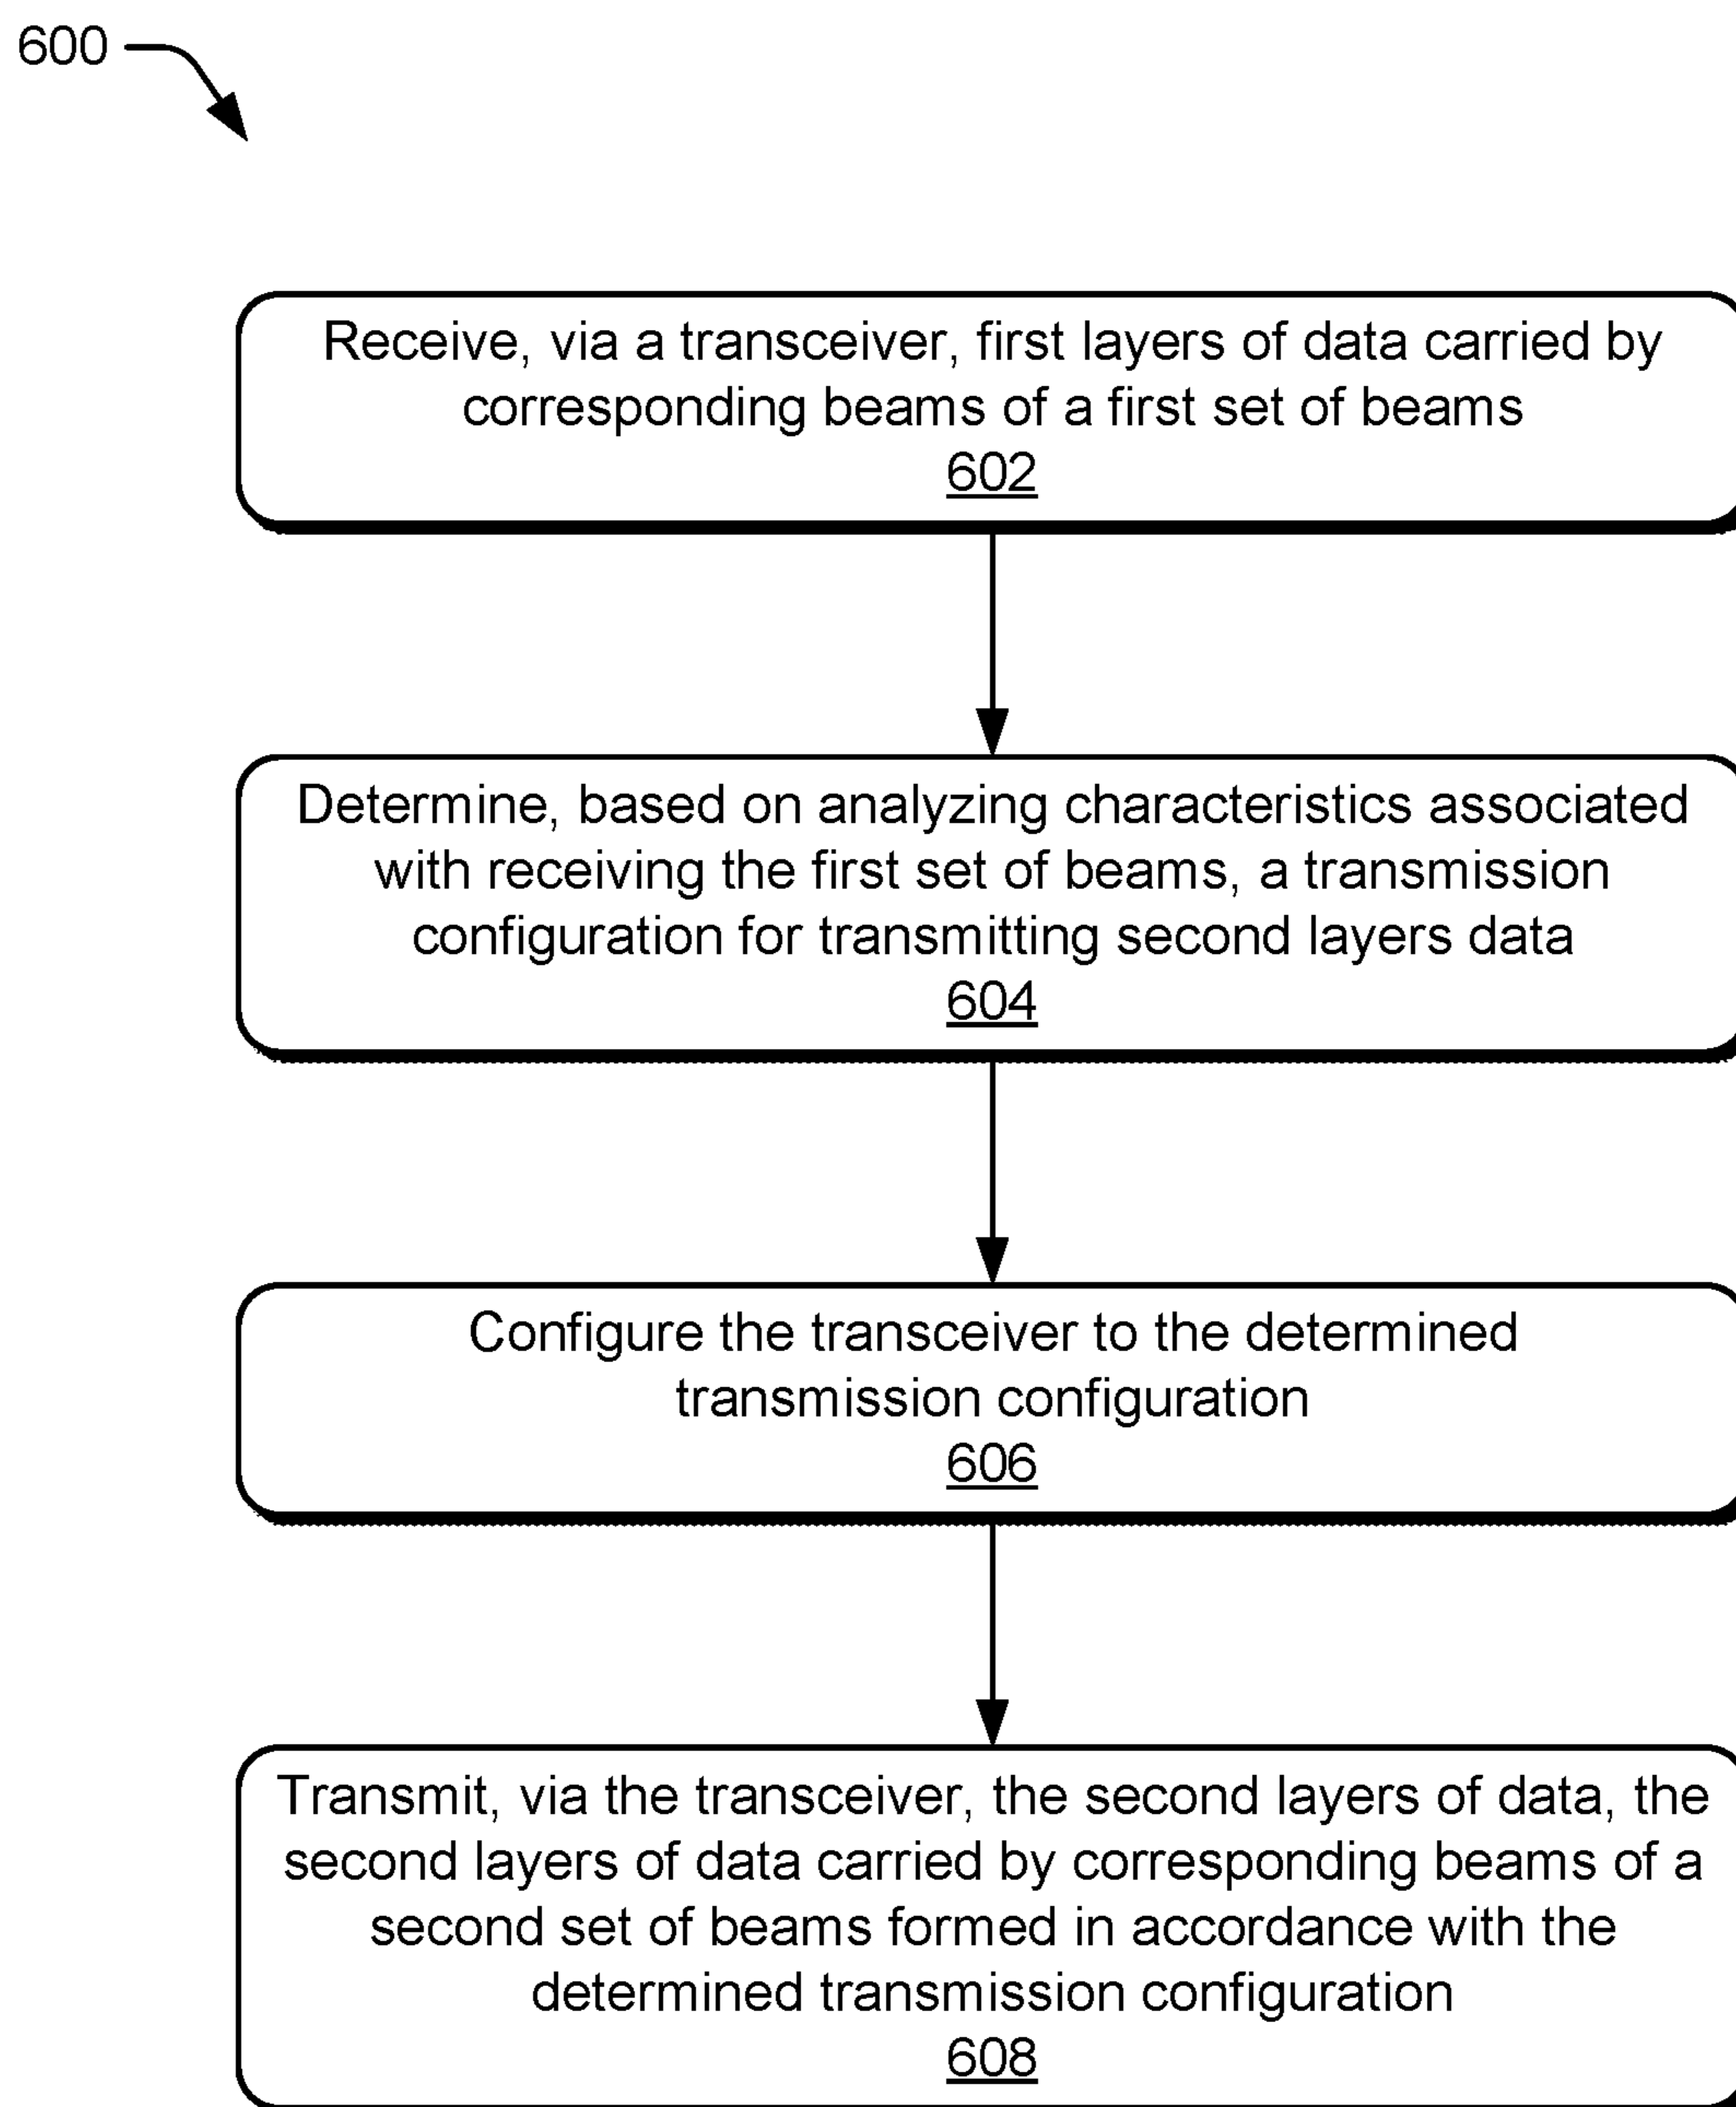 600
Receive, via a transceiver, first layers of data carried by
corresponding beams of a first set of beams
602
Determine, based on analyzing characteristics associated
with receiving the first set of beams, a transmission
configuration for transmitting second layers data
604
Configure the transceiver to the determined
transmission configuration
606
Transmit, via the transceiver, the second layers of data, the
second layers of data carried by corresponding beams of a
second set of beams formed in accordance with the
determined transmission configuration
608